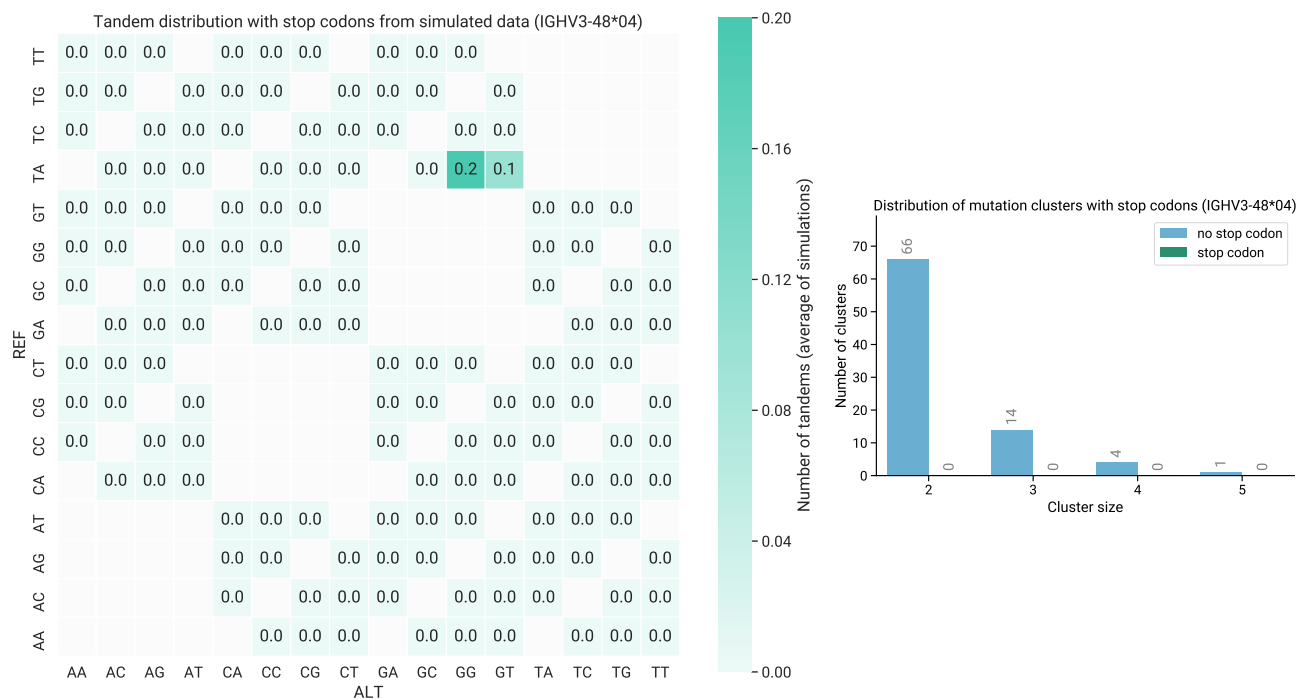 Tandem distribution with stop codons from simulated data (IGHV3-48*04)
TT 0.0 0.0 0.0 0.0 0.0 0.0 0.0 0.0 0.0
TG 0.0 0.0 0.0 0.0 0.0 0.0 0.0 0.0 0.0
TC 0.0 0.0 0.0 0.0 0.0 0.0 0.0 0.0 0.0
TA 0.0 0.0 0.0 0.0 0.0 0.0 0.0 0.2 0.1
GT 0.0 0.0 0.0 0.0 0.0 0.0 0.0 0.0 0.0
GG 0.0 0.0 0.0 0.0 0.0 0.0 0.0 0.0 0.0
GC 0.0 0.0 0.0 0.0 0.0 0.0 0.0 0.0 0.0
GA 0.0 0.0 0.0 0.0 0.0 0.0 0.0 0.0 0.0
CT 0.0 0.0 0.0 0.0 0.0 0.0 0.0 0.0 0.0
CG 0.0 0.0 0.0 0.0 0.0 0.0 0.0 0.0 0.0
CC 0.0 0.0 0.0 0.0 0.0 0.0 0.0 0.0 0.0
CA 0.0 0.0 0.0 0.0 0.0 0.0 0.0 0.0 0.0
AT 0.0 0.0 0.0 0.0 0.0 0.0 0.0 0.0 0.0
AG 0.0 0.0 0.0 0.0 0.0 0.0 0.0 0.0 0.0
AC 0.0 0.0 0.0 0.0 0.0 0.0 0.0 0.0 0.0
AA 0.0 0.0 0.0 0.0 0.0 0.0 0.0 0.0 0.0
REF
AA AC AG AT CA CC CG CT GA GC GG GT TA TC TG TT
ALT
0.20
0.16
0.12
0.08
0.04
0.00
Number of tandems (average of simulations)
Distribution of mutation clusters with stop codons (IGHV3-48*04)
no stop codon
stop codon
Number of clusters
70
60
50
40
30
20
10
0
66 0 14 0 4 0 1 0
2 3 4 5
Cluster size